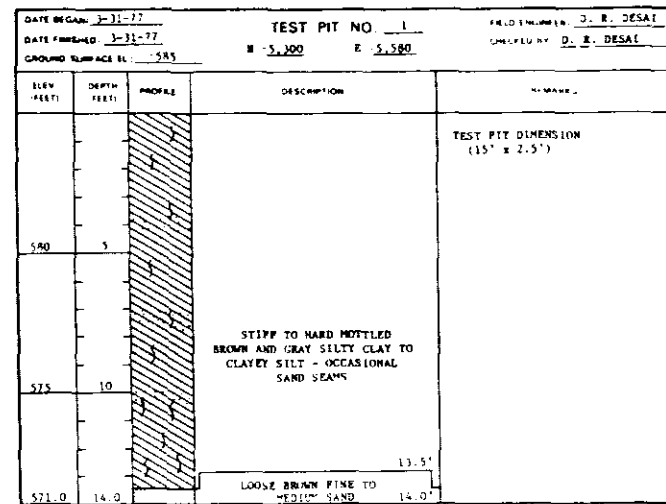 DATE BEGAN: 3-31-77
DATE FINISHED: 3-31-77
GROUND SURFACE EL: 585
TEST PIT NO. 1
N 5,300 E 5,580
FIELD ENGINEER: D. R. DESAI
CHECKED BY D. R. DESAI
ELEV (FEET)
DEPTH FEET)
PROFILE
DESCRIPTION
REMARKS
TEST PIT DIMENSION
(15' x 2.5')
580 5
STIFF TO HARD MOTTLED
BROWN AND GRAY SILTY CLAY TO
CLAYEY SILT - OCCASIONAL
SAND SEAMS
575 10
13.5'
LOOSE BROWN FINE TO
571.0 14.0 MEDIUM SAND 14.0'